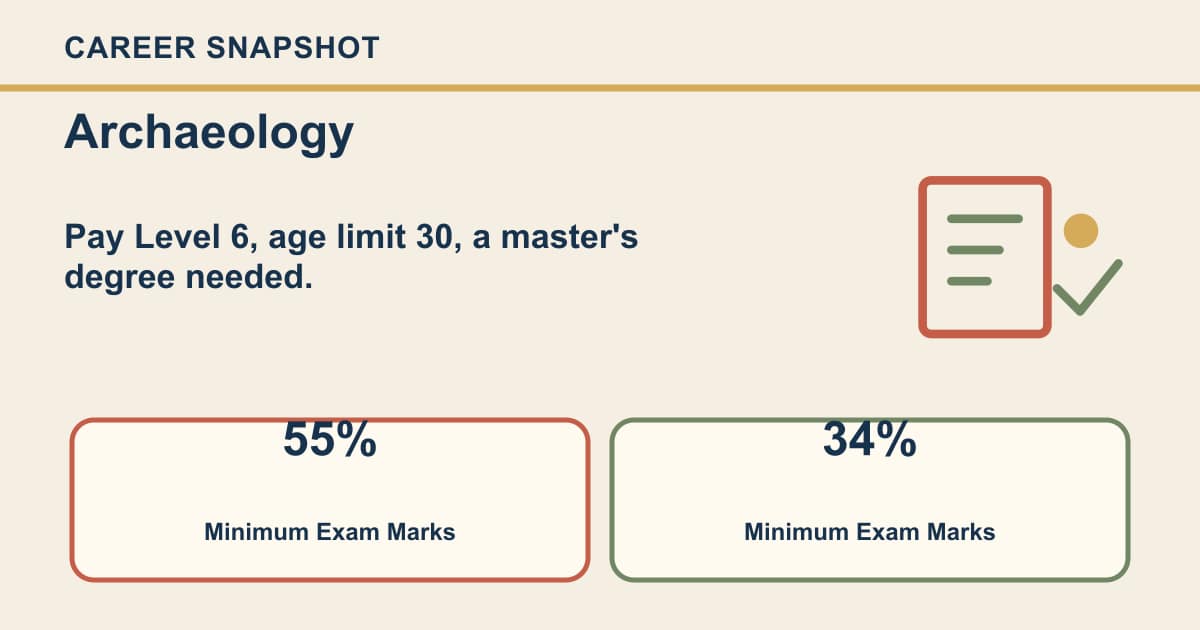 CAREER SNAPSHOT
Archaeology
Pay Level 6, age limit 30, a master's
degree needed.
55%
Minimum Exam Marks
34%
Minimum Exam Marks